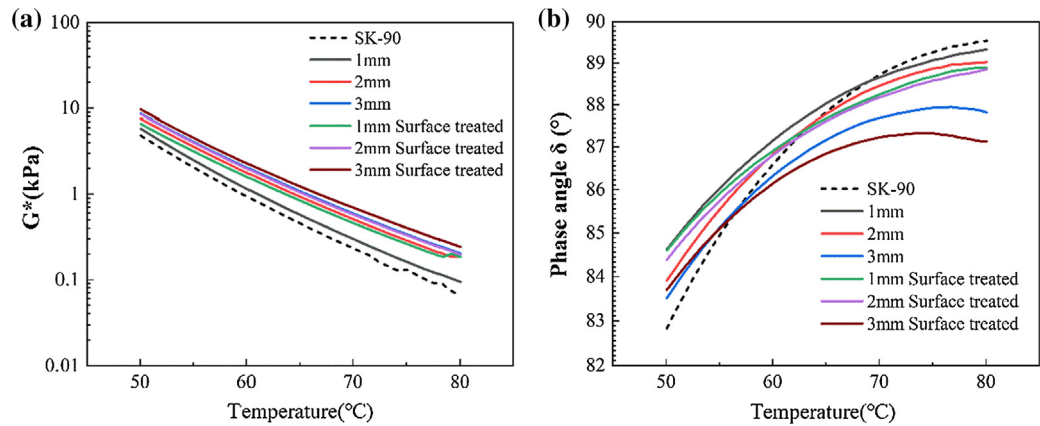 (a)
G*(kPa)
100
10
1
0.1
0.01
50
60
70
80
Temperature(℃)
SK-90
1mm
2mm
3mm
1mm Surface treated
2mm Surface treated
3mm Surface treated
(b)
Phase angle δ (°)
90
89
88
87
86
85
84
83
82
50
60
70
80
Temperature(℃)
SK-90
1mm
2mm
3mm
1mm Surface treated
2mm Surface treated
3mm Surface treated